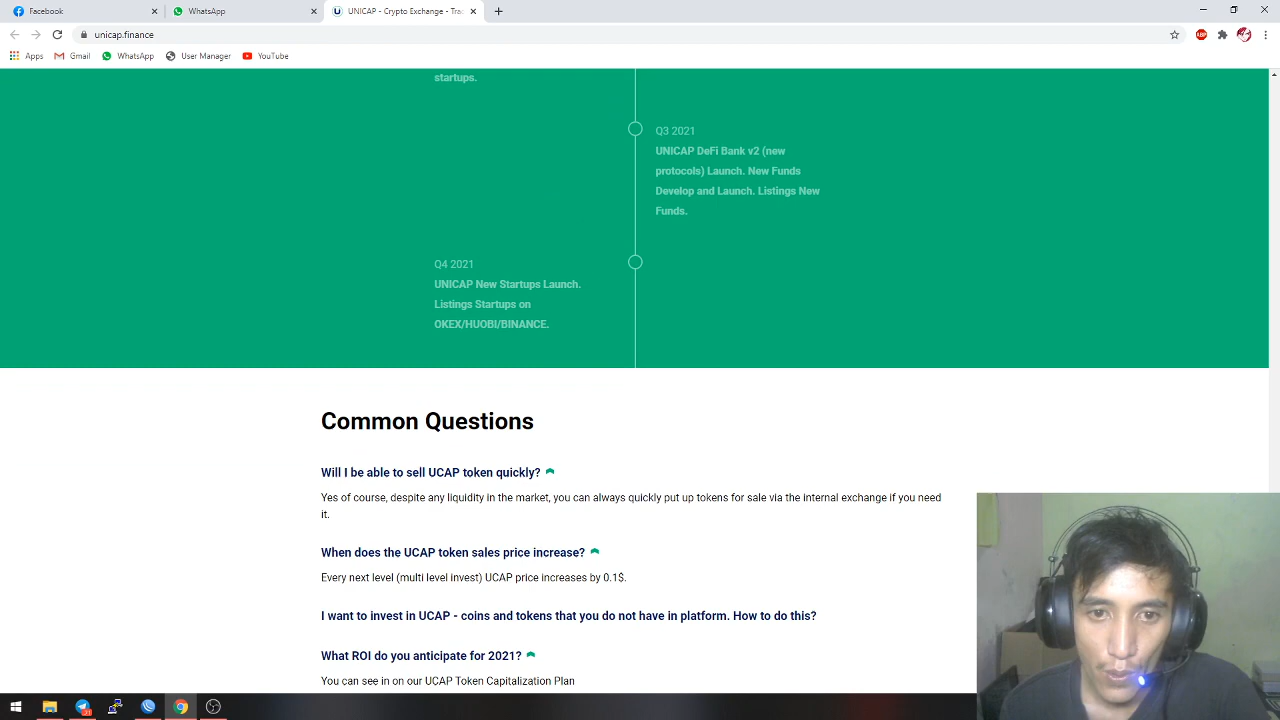 Facebook
WhatsApp
UNICAP - Crypto Exchange - Tra
unicap.finance
Apps
Gmail
WhatsApp
User Manager
YouTube
startups.
Q3 2021
UNICAP DeFi Bank v2 (new
protocols) Launch. New Funds
Develop and Launch. Listings New
Funds.
Q4 2021
UNICAP New Startups Launch.
Listings Startups on
OKEX/HUOBI/BINANCE.
Common Questions
Will I be able to sell UCAP token quickly?
Yes of course, despite any liquidity in the market, you can always quickly put up tokens for sale via the internal exchange if you need
it.
When does the UCAP token sales price increase?
Every next level (multi level invest) UCAP price increases by 0.1$.
I want to invest in UCAP - coins and tokens that you do not have in platform. How to do this?
What ROI do you anticipate for 2021?
You can see in on our UCAP Token Capitalization Plan